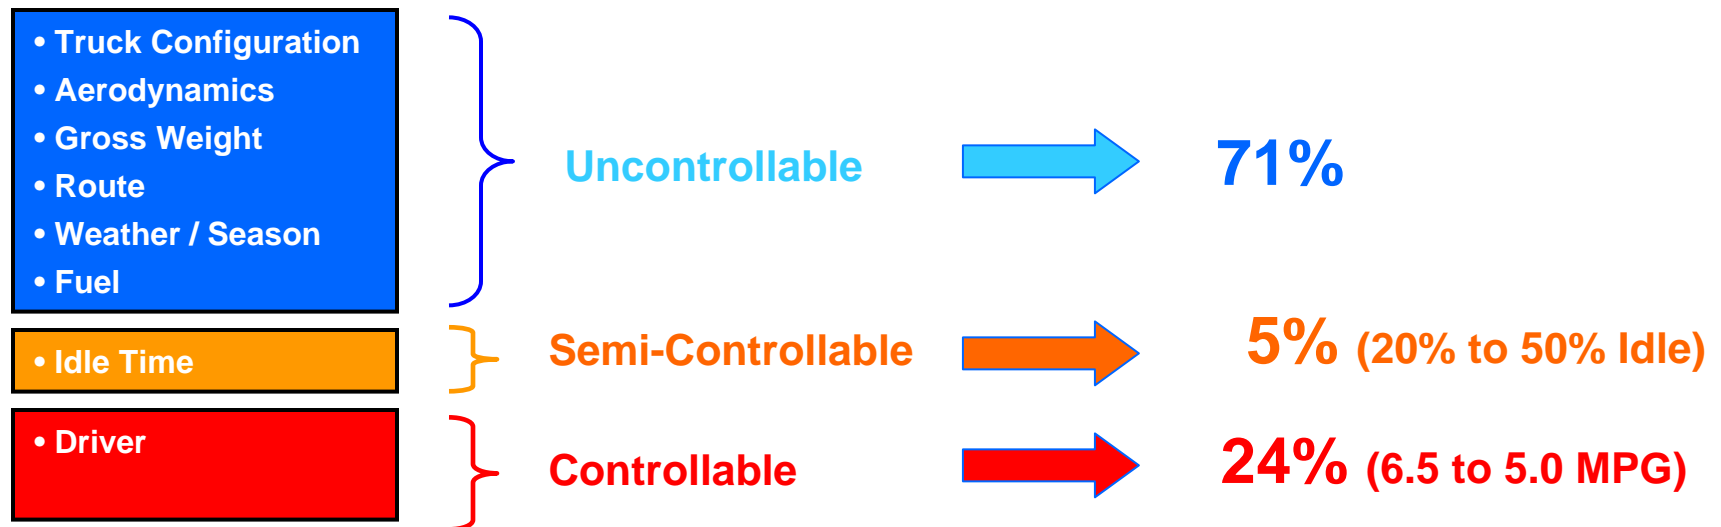 • Truck Configuration
• Aerodynamics
• Gross Weight
• Route
• Weather / Season
• Fuel
Uncontrollable
71%
• Idle Time
Semi-Controllable
5% (20% to 50% Idle)
• Driver
Controllable
24% (6.5 to 5.0 MPG)